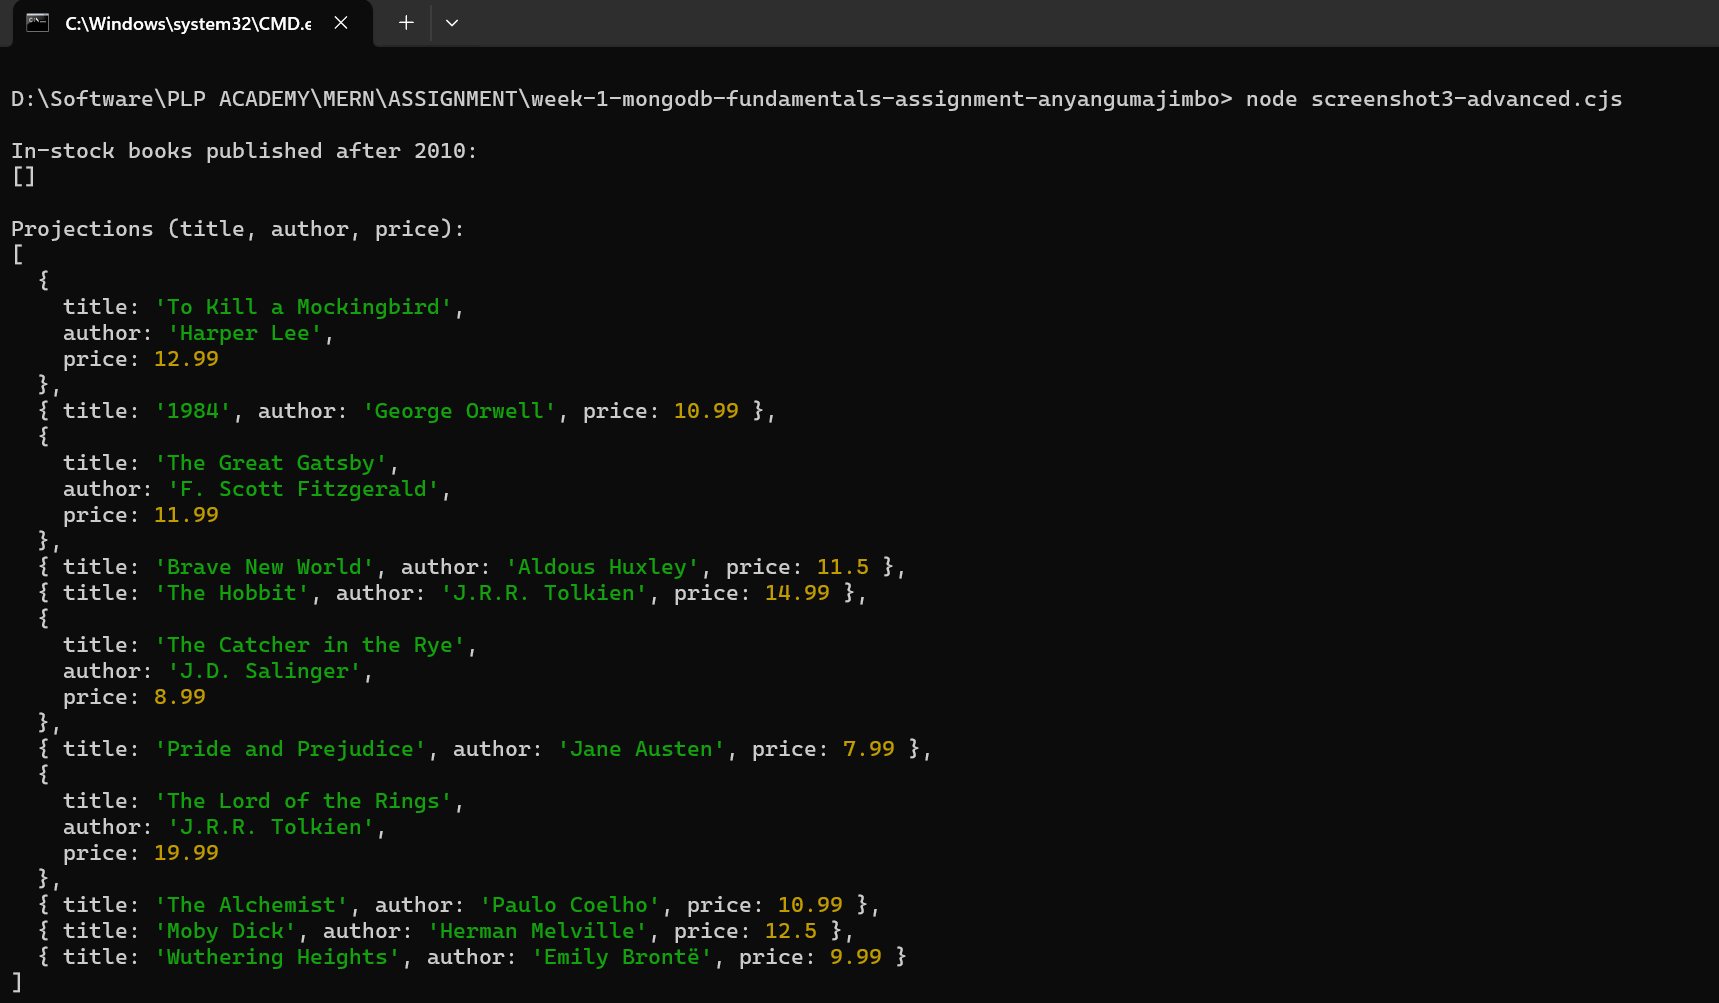 C:\Windows\system32\CMD.e
D:\Software\PLP ACADEMY\MERN\ASSIGNMENT\week-1-mongodb-fundamentals-assignment-anyangumajimbo> node screenshot3-advanced.cjs
In-stock books published after 2010:
[]
Projections (title, author, price):
[
  {
    title: 'To Kill a Mockingbird',
    author: 'Harper Lee',
    price: 12.99
  },
  { title: '1984', author: 'George Orwell', price: 10.99 },
  {
    title: 'The Great Gatsby',
    author: 'F. Scott Fitzgerald',
    price: 11.99
  },
  { title: 'Brave New World', author: 'Aldous Huxley', price: 11.5 },
  { title: 'The Hobbit', author: 'J.R.R. Tolkien', price: 14.99 },
  {
    title: 'The Catcher in the Rye',
    author: 'J.D. Salinger',
    price: 8.99
  },
  { title: 'Pride and Prejudice', author: 'Jane Austen', price: 7.99 },
  {
    title: 'The Lord of the Rings',
    author: 'J.R.R. Tolkien',
    price: 19.99
  },
  { title: 'The Alchemist', author: 'Paulo Coelho', price: 10.99 },
  { title: 'Moby Dick', author: 'Herman Melville', price: 12.5 },
  { title: 'Wuthering Heights', author: 'Emily Brontë', price: 9.99 }
]